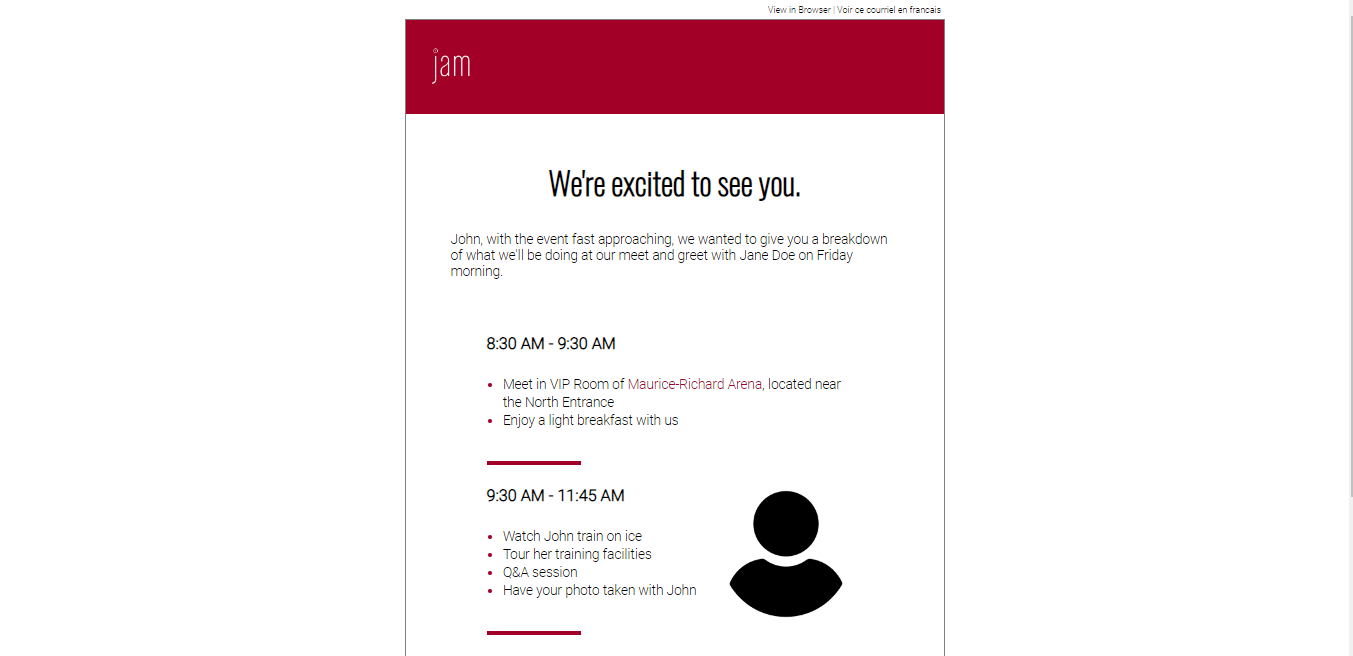 View in Browser | Voir ce courriel en francais
jam
We're excited to see you.
John, with the event fast approaching, we wanted to give you a breakdown
of what we'll be doing at our meet and greet with Jane Doe on Friday
morning.
8:30 AM - 9:30 AM
Meet in VIP Room of Maurice-Richard Arena, located near
the North Entrance
Enjoy a light breakfast with us
9:30 AM - 11:45 AM
Watch John train on ice
Tour her training facilities
Q&A session
Have your photo taken with John